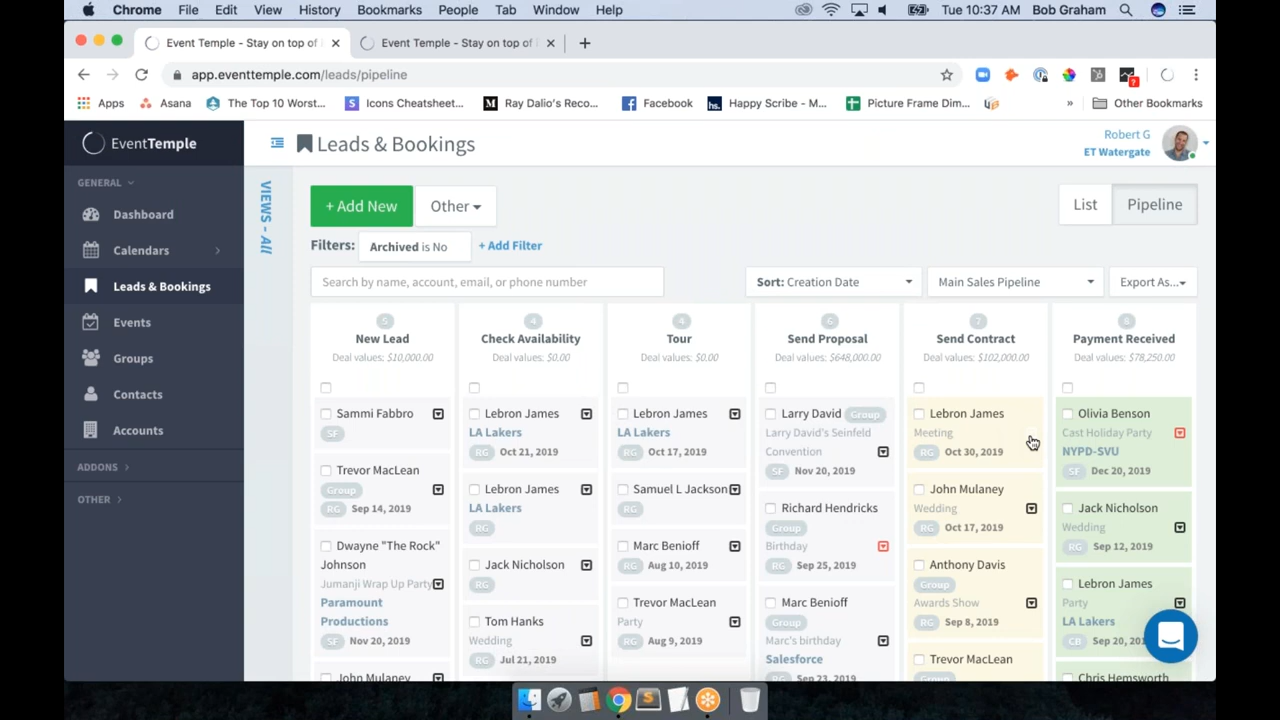 Chrome File Edit View History Bookmarks People Tab Window Help Tue 10:37 AM Bob Graham
Event Temple - Stay on top of
Event Temple - Stay on top of
app.eventtemple.com/leads/pipeline
Apps Asana The Top 10 Worst... Icons Cheatsheet... Ray Dalio's Reco... Facebook Happy Scribe - M... Picture Frame Dim... » Other Bookmarks
EventTemple
GENERAL
Dashboard
Calendars
Leads & Bookings
Events
Groups
Contacts
Accounts
ADDONS
OTHER
VIEWS - All
Leads & Bookings
Robert G
ET Watergate
+ Add New
Other
List
Pipeline
Filters: Archived is No + Add Filter
Search by name, account, email, or phone number
Sort: Creation Date
Main Sales Pipeline
Export As...
5
New Lead
Deal values: $10,000.00
Sammi Fabbro
SF
Trevor MacLean
Group
RG Sep 14, 2019
Dwayne "The Rock"
Johnson
Jumanji Wrap Up Party
Paramount
Productions
SF Nov 20, 2019
John Mulaney
4
Check Availability
Deal values: $0.00
Lebron James
LA Lakers
RG Oct 21, 2019
Lebron James
LA Lakers
RG
Jack Nicholson
RG
Tom Hanks
Wedding
RG Jul 21, 2019
4
Tour
Deal values: $0.00
Lebron James
LA Lakers
RG Oct 17, 2019
Samuel L Jackson
RG
Marc Benioff
RG Aug 10, 2019
Trevor MacLean
Party
RG Aug 9, 2019
6
Send Proposal
Deal values: $648,000.00
Larry David Group
Larry David's Seinfeld
Convention
SF Nov 20, 2019
Richard Hendricks
Group
Birthday
RG Sep 25, 2019
Marc Benioff
Group
Marc's birthday
Salesforce
Sep 23, 2019
7
Send Contract
Deal values: $102,000.00
Lebron James
Meeting
RG Oct 30, 2019
John Mulaney
Wedding
RG Oct 17, 2019
Anthony Davis
Group
Awards Show
RG Sep 8, 2019
Trevor MacLean
Group
8
Payment Received
Deal values: $78,250.00
Olivia Benson
Cast Holiday Party
NYPD-SVU
SF Dec 20, 2019
Jack Nicholson
Wedding
RG Sep 12, 2019
Lebron James
Party
LA Lakers
CB Sep 20, 201
Chris Hemsworth